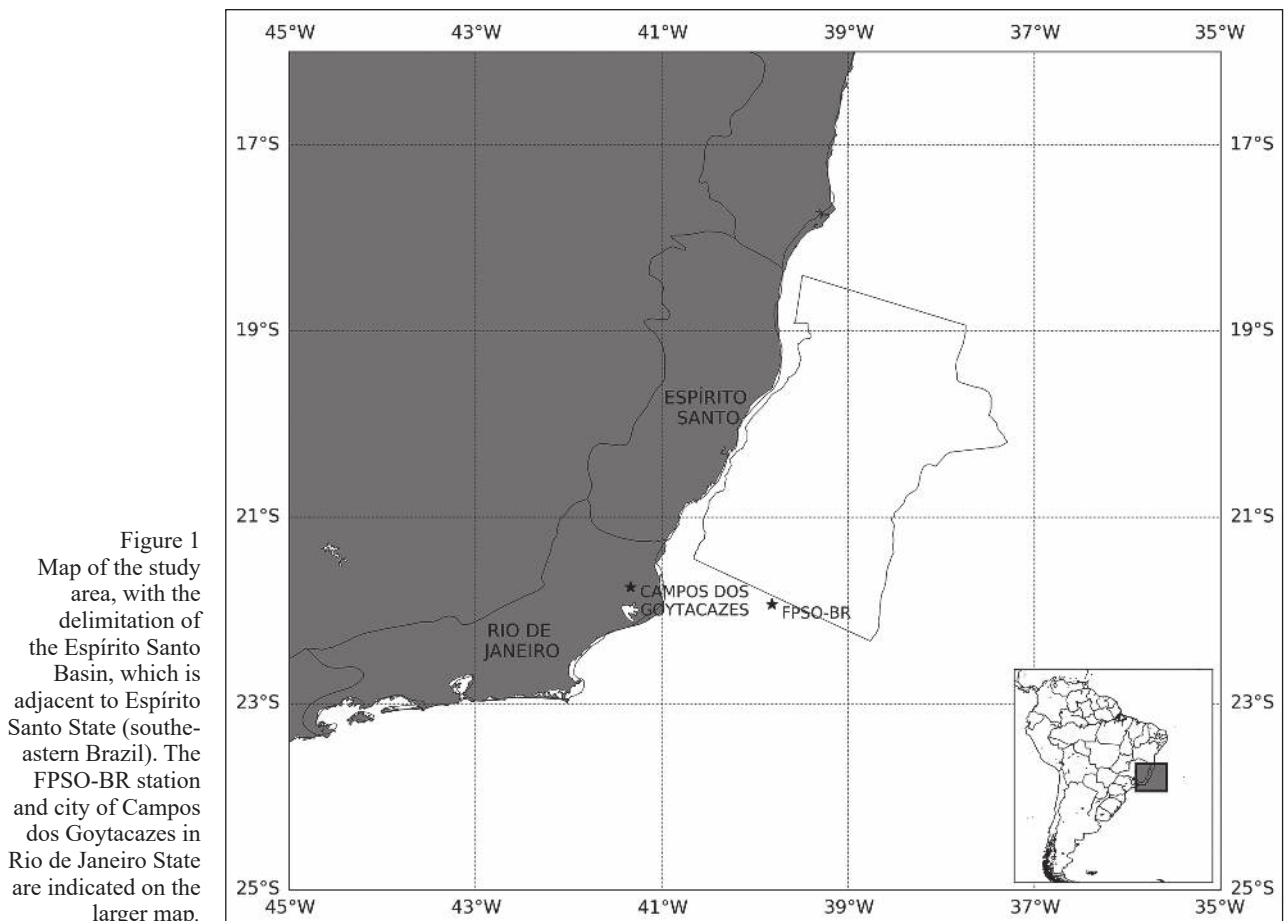 45°W 43°W 41°W 39°W 37°W 35°W
17°S 17°S
19°S 19°S
ESPÍRITO
SANTO
21°S 21°S
CAMPOS DOS
GOYTACAZES
FPSO-BR
RIO DE
JANEIRO
23°S 23°S
25°S 25°S
45°W 43°W 41°W 39°W 37°W 35°W
Figure 1
Map of the study
area, with the
delimitation of
the Espírito Santo
Basin, which is
adjacent to Espírito
Santo State (southe-
astern Brazil). The
FPSO-BR station
and city of Campos
dos Goytacazes in
Rio de Janeiro State
are indicated on the
larger map.